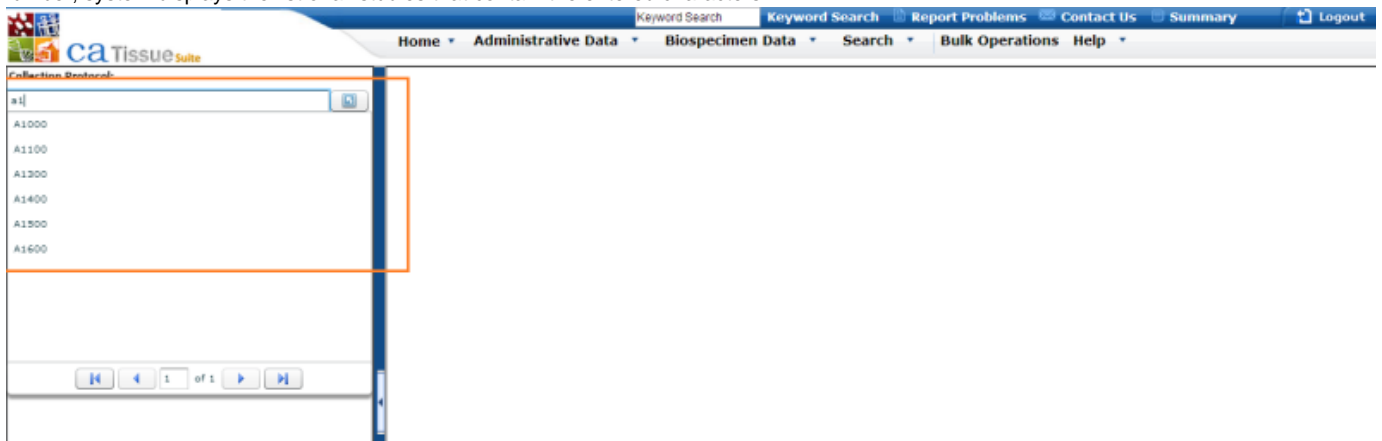 Keyword Search Keyword Search Report Problems Contact Us Summary Logout
caTissue Suite
Home Administrative Data Biospecimen Data Search Bulk Operations Help
Collection Protocol:
a1
A1000
A1100
A1300
A1400
A1500
A1600
1 of 1